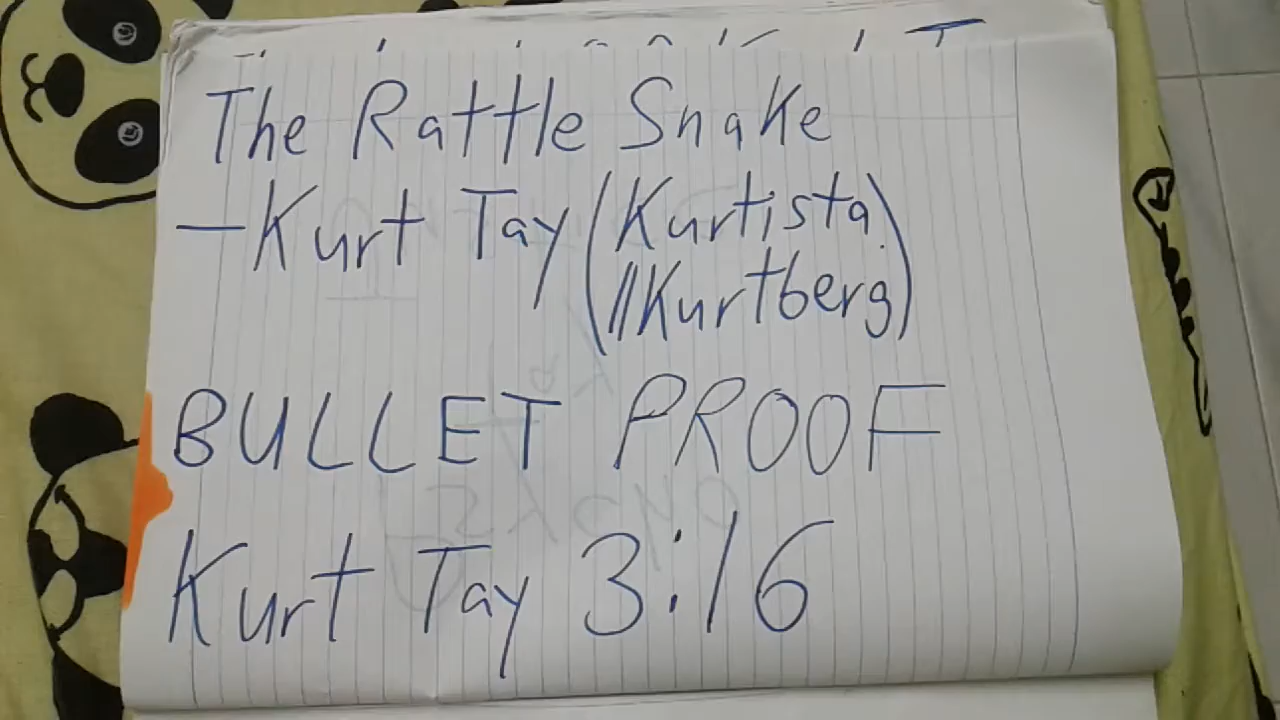 The Rattle Snake
—Kurt Tay (Kurtista
//Kurtberg)
BULLET PROOF
Kurt Tay 3:16